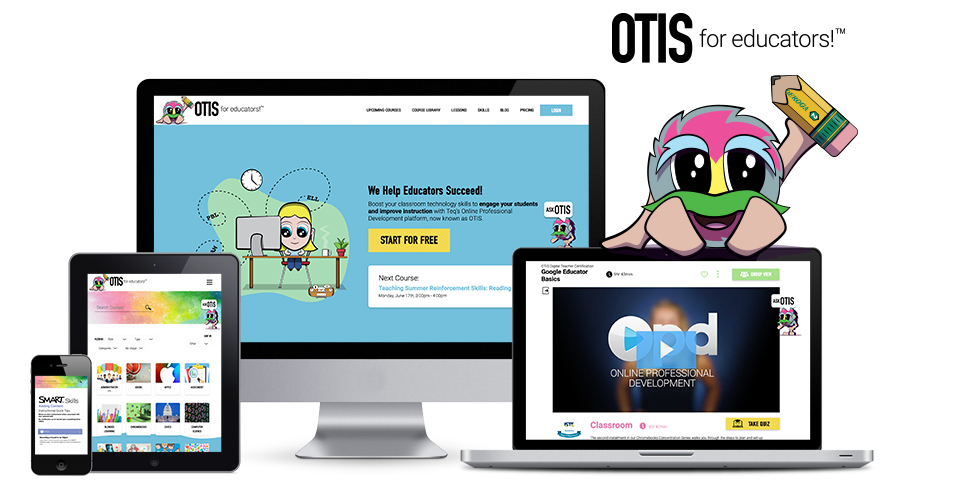 OTIS for educators!™
OTIS for educators!™
UPCOMING COURSES COURSE LIBRARY LESSONS SKILLS BLOG PRICING LOGIN
PBL
ELL
We Help Educators Succeed!
Boost your classroom technology skills to engage your students
and improve instruction with Teq's Online Professional
Development platform, now known as OTIS.
START FOR FREE
ASK OTIS
Next Course:
Teaching Summer Reinforcement Skills: Reading
Monday, June 17th, 3:00pm - 4:00pm
OTIS for educators!™
Search Courses
ASK OTIS
ADMINISTRATION
APPLE
ASSESSMENT
BLENDED LEARNING
CHROMEBOOKS
CIVICS
COMPUTER SCIENCE
SMART Skills
OTIS Digital Teacher Certification
Google Educator
Basics
5hr 43min
GROUP VIEW
ASK OTIS
opd
ONLINE PROFESSIONAL
DEVELOPMENT
Classroom
TAKE QUIZ